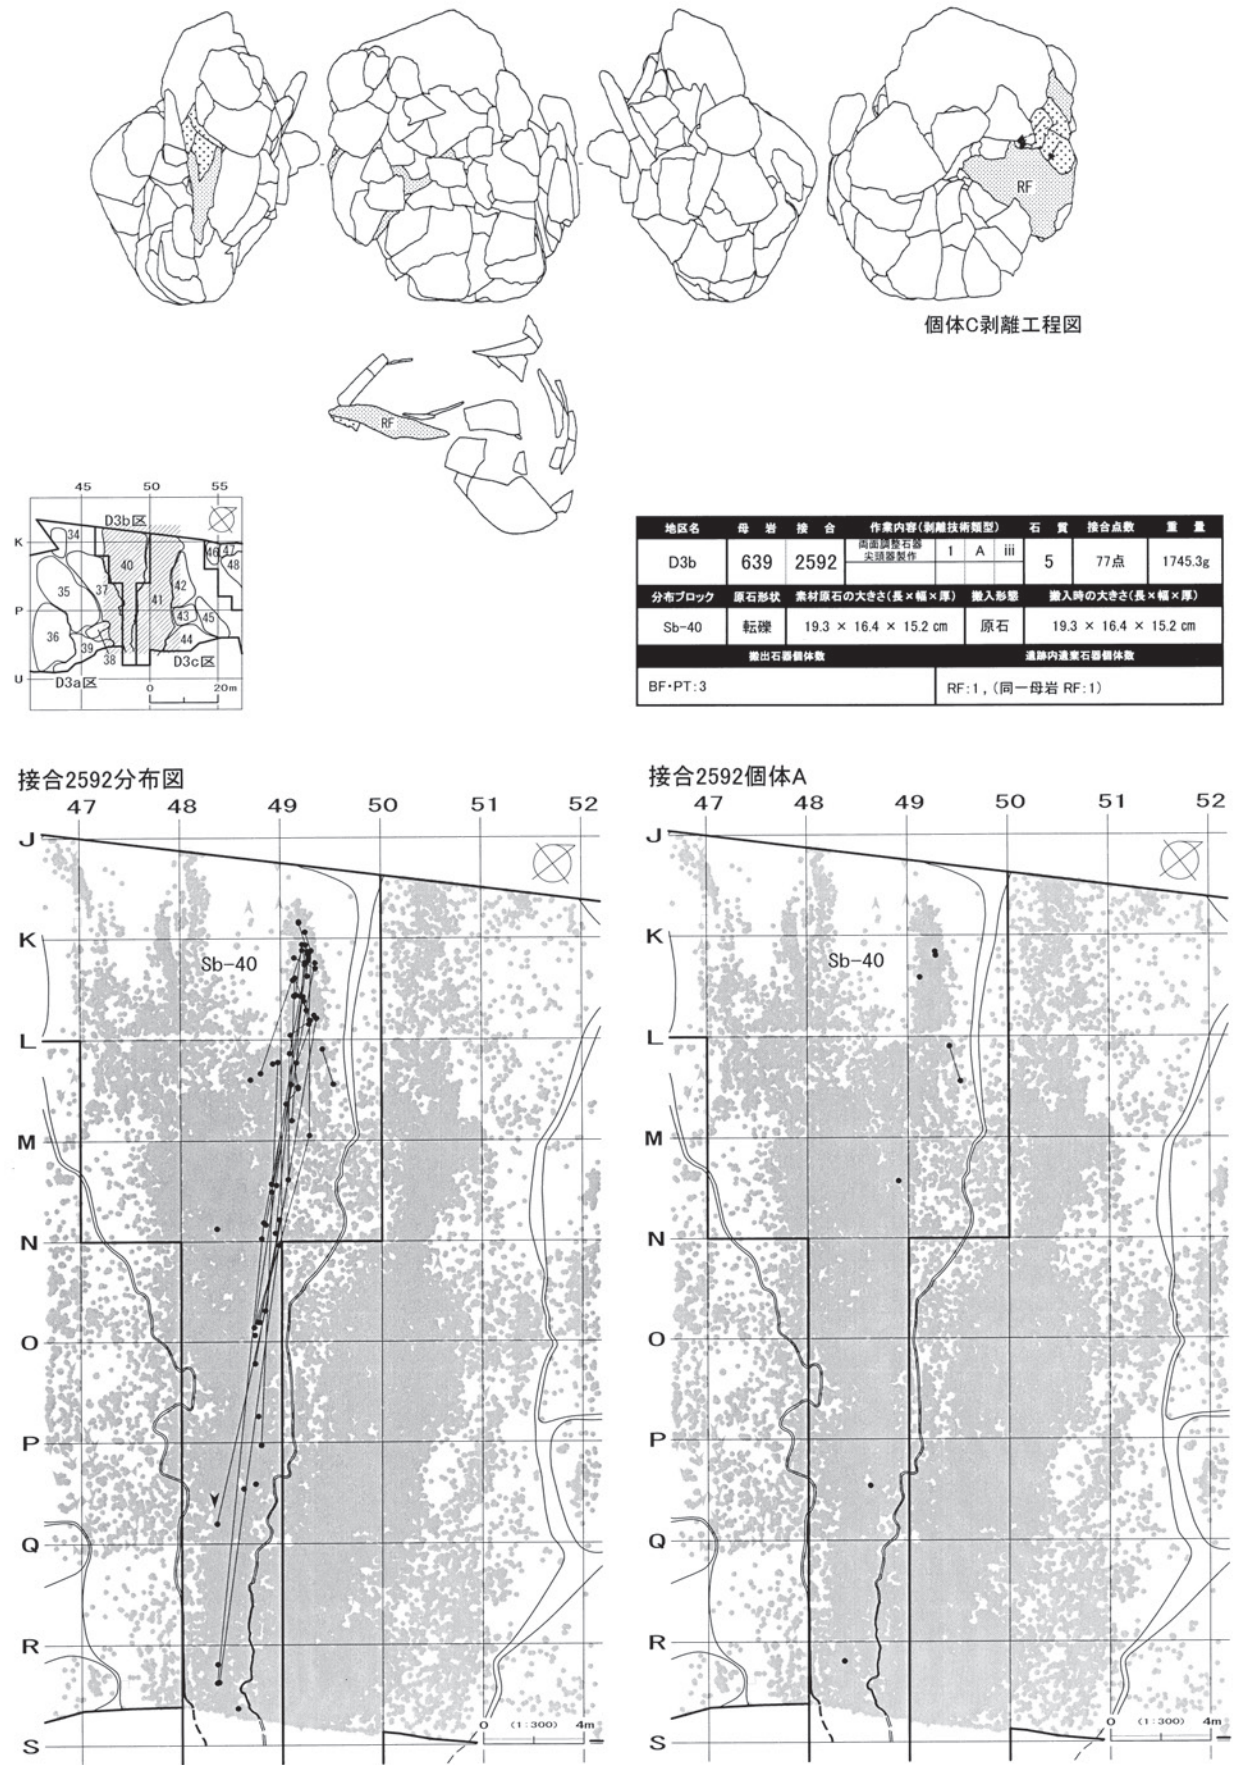 RF
個体C剥離工程図
RF
45 50 55
D3b区
K
P
U
34
35
36
37
38
39
40
41
42
43
44
45
46
47
48
D3c区
D3a区
0 20m
地区名 母岩 接合 作業内容(剥離技術類型) 石質 接合点数 重量
D3b 639 2592 両面調整石器 1 A iii 5 77点 1745.3g
尖頭器製作
分布ブロック 原石形状 素材原石の大きさ(長×幅×厚) 搬入形態 搬入時の大きさ(長×幅×厚)
Sb-40 転礫 19.3 × 16.4 × 15.2 cm 原石 19.3 × 16.4 × 15.2 cm
搬出石器個体数 遺跡内遺棄石器個体数
BF・PT:3 RF:1,(同一母岩 RF:1)
接合2592分布図
47 48 49 50 51 52
J
K
Sb-40
L
M
N
O
P
Q
R
S
0 (1:300) 4m
接合2592個体A
47 48 49 50 51 52
J
K
Sb-40
L
M
N
O
P
Q
R
S
0 (1:300) 4m